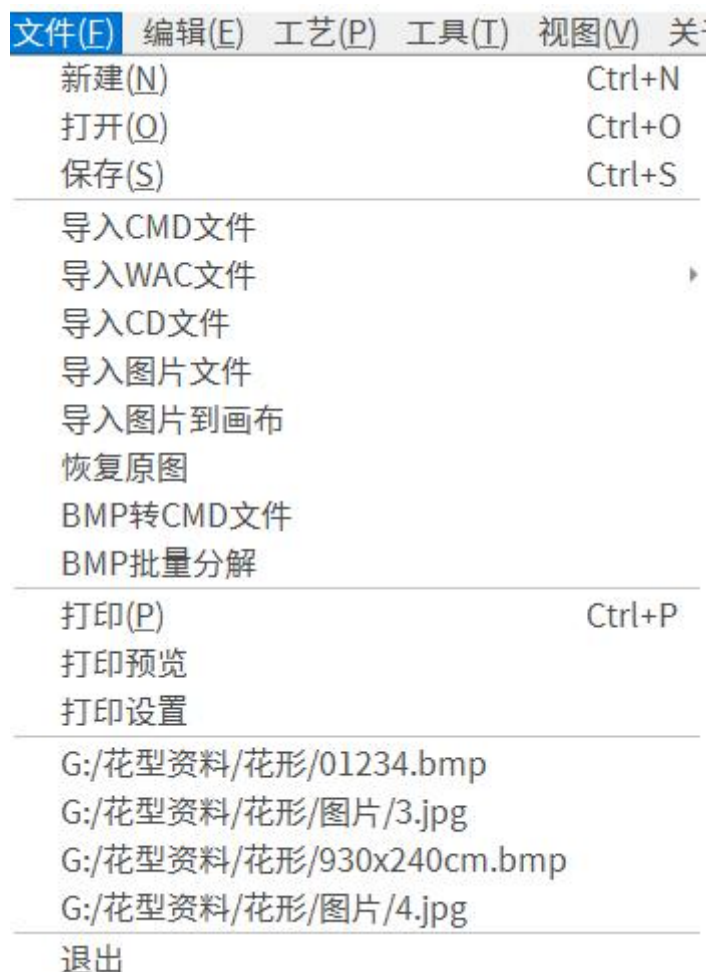 文件(F) 编辑(E) 工艺(P) 工具(T) 视图(V) 关
新建(N) Ctrl+N
打开(O) Ctrl+O
保存(S) Ctrl+S
导入CMD文件
导入WAC文件
导入CD文件
导入图片文件
导入图片到画布
恢复原图
BMP转CMD文件
BMP批量分解
打印(P) Ctrl+P
打印预览
打印设置
G:/花型资料/花形/01234.bmp
G:/花型资料/花形/图片/3.jpg
G:/花型资料/花形/930x240cm.bmp
G:/花型资料/花形/图片/4.jpg
退出